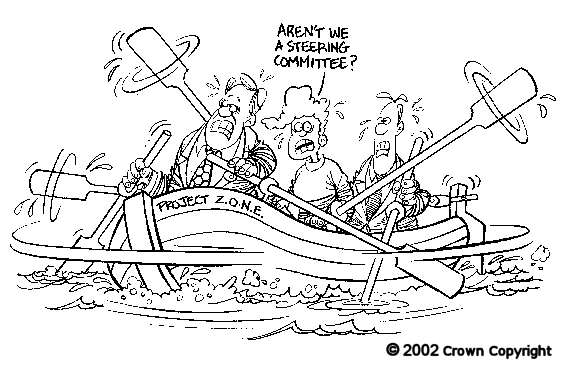 AREN'T WE
A STEERING
COMMITTEE?
PROJECT Z.O.N.E.
© 2002 Crown Copyright